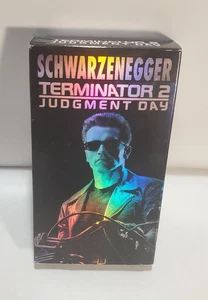 SCHWARZENEGGER
TERMINATOR 2
JUDGMENT DAY